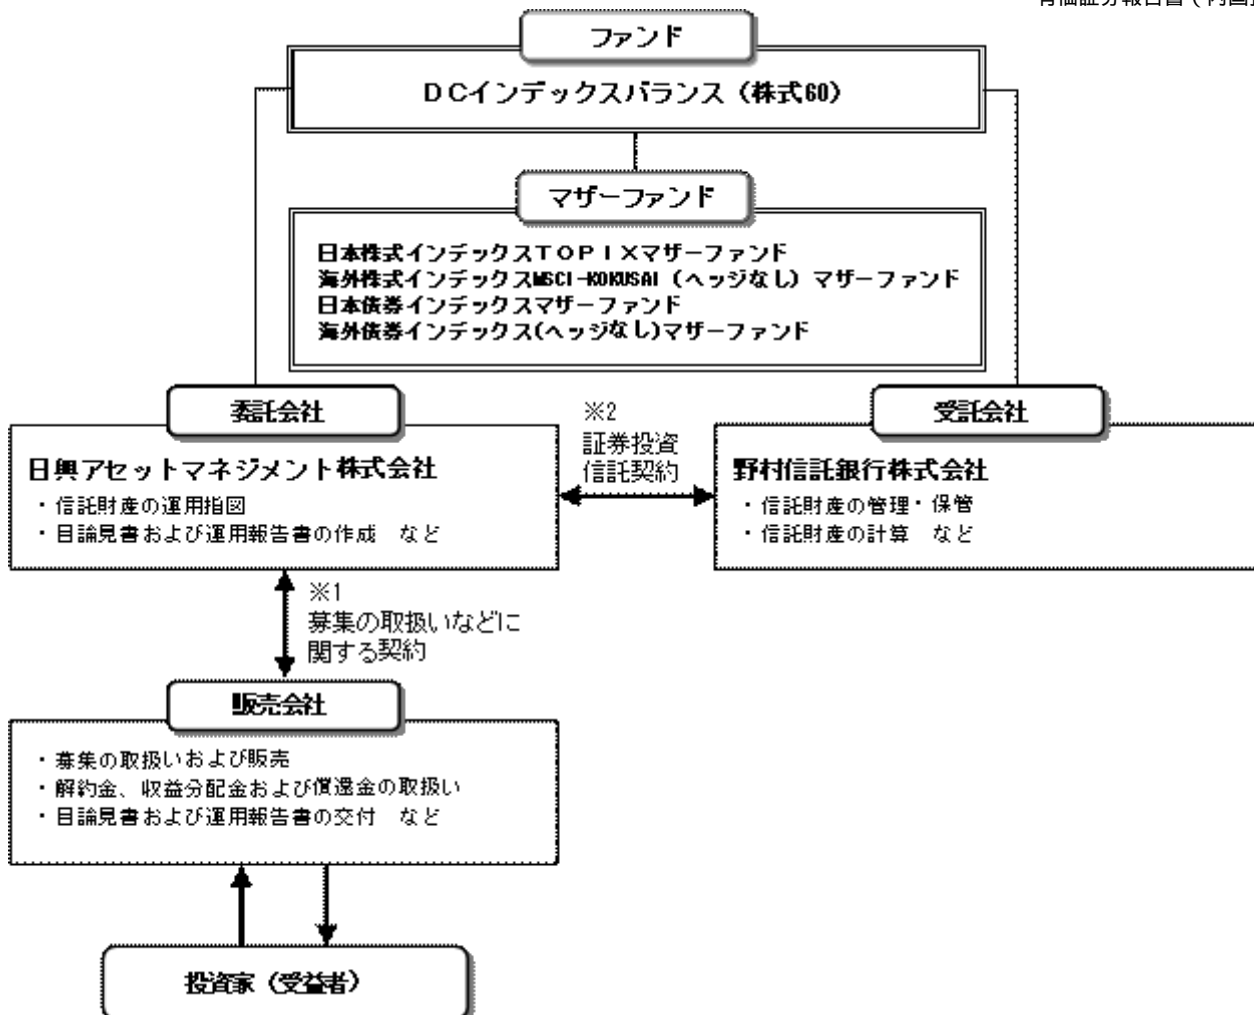 ファンド
DCインデックスバランス(株式60)
マザーファンド
日本株式インデックスTOPIXマザーファンド
海外株式インデックスMSCI-KOKUSAI(ヘッジなし)マザーファンド
日本債券インデックスマザーファンド
海外債券インデックス(ヘッジなし)マザーファンド
委託会社
日興アセットマネジメント株式会社
・信託財産の運用指図
・目論見書および運用報告書の作成 など
※2
証券投資
信託契約
受託会社
野村信託銀行株式会社
・信託財産の管理・保管
・信託財産の計算 など
※1
募集の取扱いなどに
関する契約
販売会社
・募集の取扱いおよび販売
・解約金、収益分配金および償還金の取扱い
・目論見書および運用報告書の交付 など
投資家(受益者)